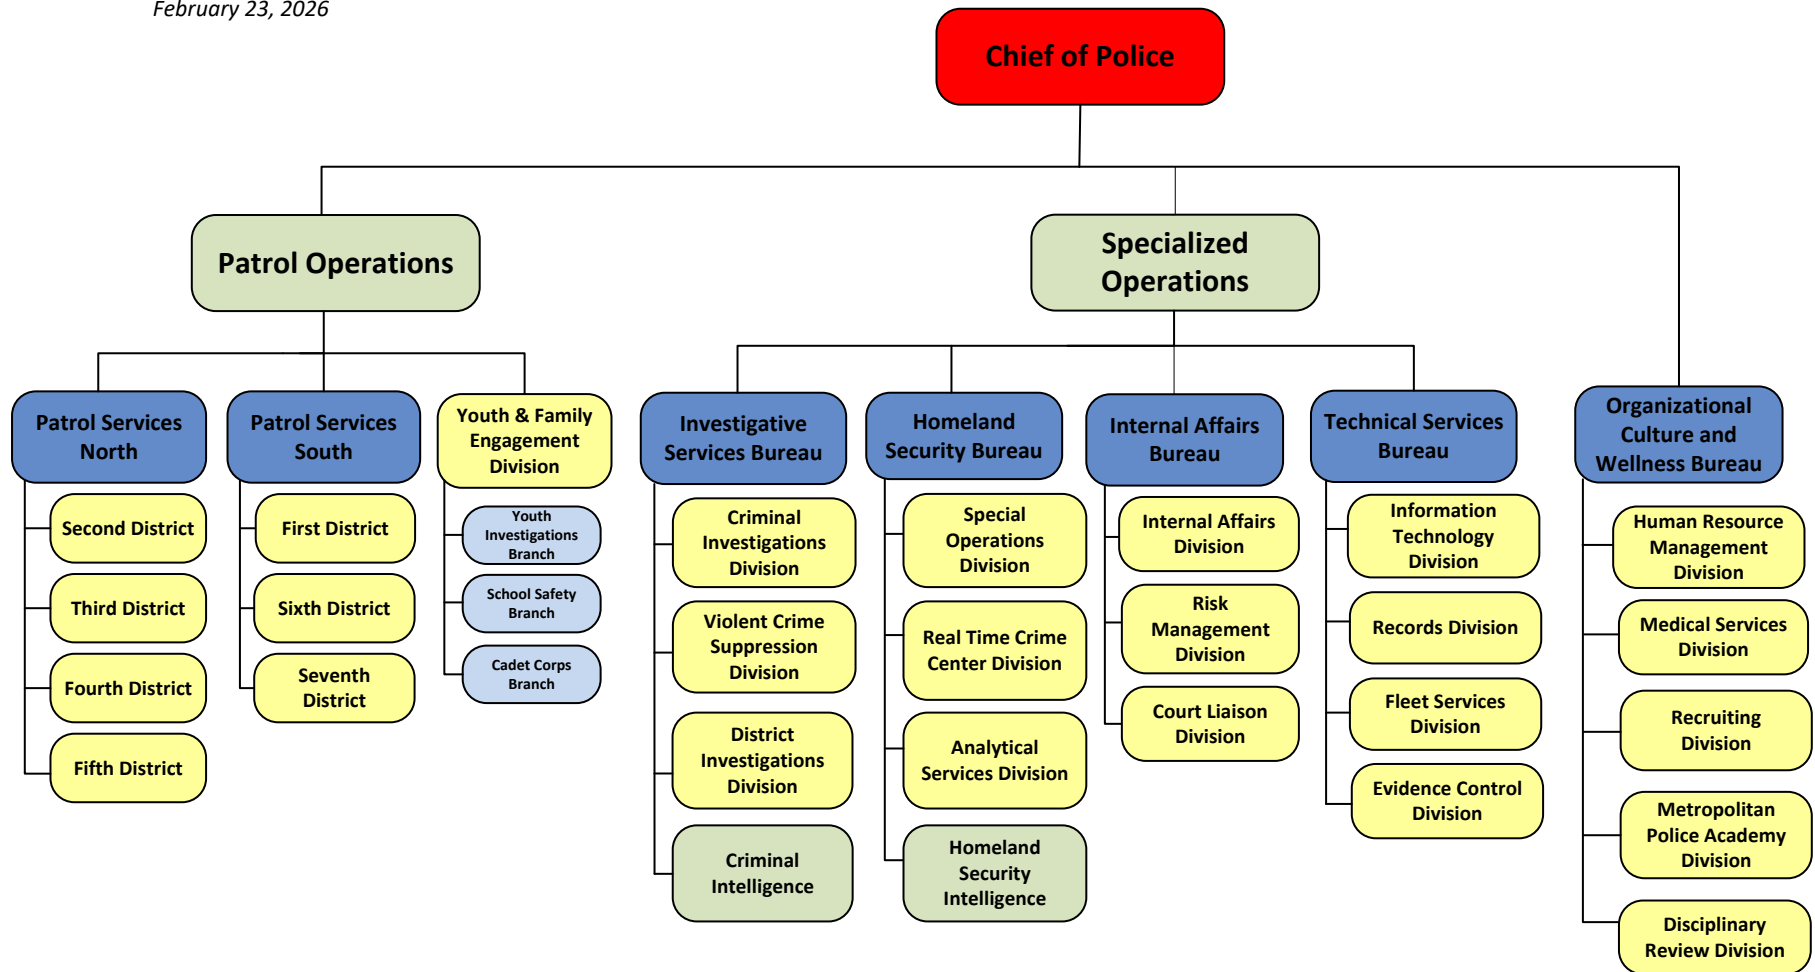 February 23, 2026
Chief of Police
Patrol Operations
Specialized
Operations
Patrol Services
North
Patrol Services
South
Youth & Family
Engagement
Division
Investigative
Services Bureau
Homeland
Security Bureau
Internal Affairs
Bureau
Technical Services
Bureau
Organizational
Culture and
Wellness Bureau
Second District
Third District
Fourth District
Fifth District
First District
Sixth District
Seventh
District
Youth
Investigations
Branch
School Safety
Branch
Cadet Corps
Branch
Criminal
Investigations
Division
Violent Crime
Suppression
Division
District
Investigations
Division
Criminal
Intelligence
Special
Operations
Division
Real Time Crime
Center Division
Analytical
Services Division
Homeland
Security
Intelligence
Internal Affairs
Division
Risk
Management
Division
Court Liaison
Division
Information
Technology
Division
Records Division
Fleet Services
Division
Evidence Control
Division
Human Resource
Management
Division
Medical Services
Division
Recruiting
Division
Metropolitan
Police Academy
Division
Disciplinary
Review Division